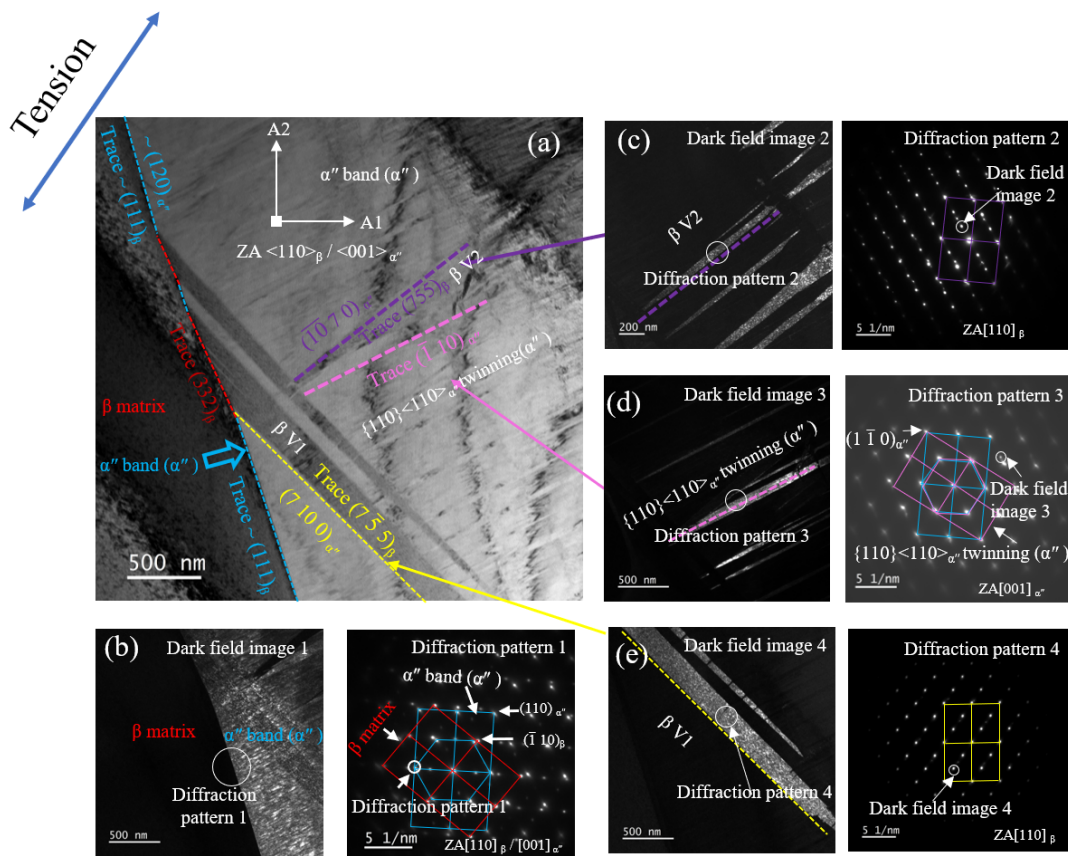 Tension
(a)
A2
α″ band (α″ )
A1
ZA <110>β / <001>α″
~ (120)α″
Trace ~ (111)β
Trace (332)β
β matrix
α″ band (α″ )
Trace ~ (111)β
β V1
Trace (7 5̅ 5)β
(7 10 0)α″
(1̅0̅ 7 0)α″
Trace (755)β
β V2
Trace (1̅ 10)α″
{110}<110>α″ twinning(α″ )
500 nm
(b)
Dark field image 1
β matrix
α″ band (α″ )
Diffraction
pattern 1
500 nm
Diffraction pattern 1
α″ band (α″ )
(110)α″
β matrix
(1̅ 10)β
Diffraction pattern 1
5 1/nm
ZA[110]β /[001]α″
(c)
Dark field image 2
β V2
Diffraction pattern 2
200 nm
Diffraction pattern 2
Dark field
image 2
5 1/nm
ZA[110]β
(d)
Dark field image 3
{110}<110>α″ twinning (α″ )
Diffraction pattern 3
500 nm
Diffraction pattern 3
(1 1̅ 0)α″
Dark field
image 3
{110}<110>α″ twinning (α″ )
5 1/nm
ZA[001]α″
(e)
Dark field image 4
β V1
Diffraction pattern 4
500 nm
Diffraction pattern 4
Dark field image 4
5 1/nm
ZA[110]β